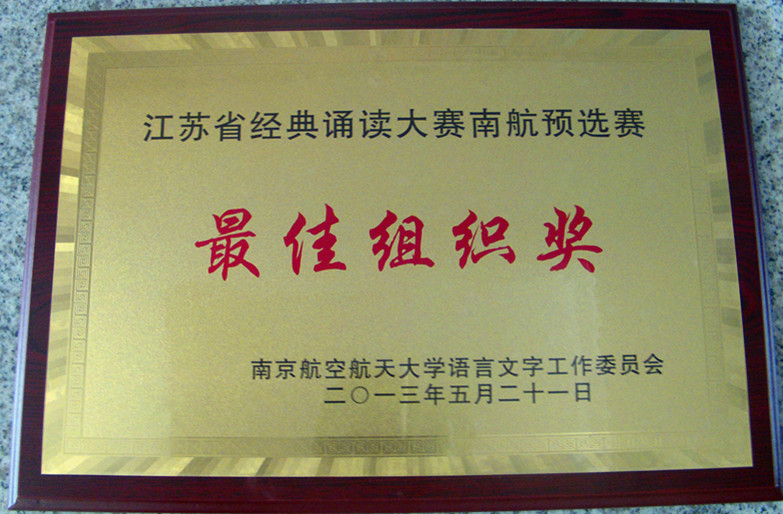 江苏省经典诵读大赛南航预选赛
最佳组织奖
南京航空航天大学语言文字工作委员会
二〇一三年五月二十一日